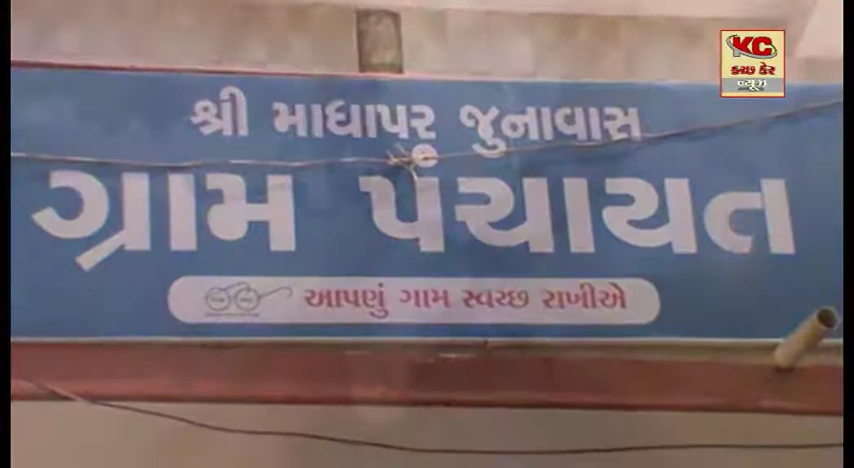 KC
કચ્છ કેર
ન્યૂઝ
શ્રી માધાપર જુનાવાસ
ગ્રામ પંચાયત
આપણું ગામ સ્વચ્છ રાખીએ